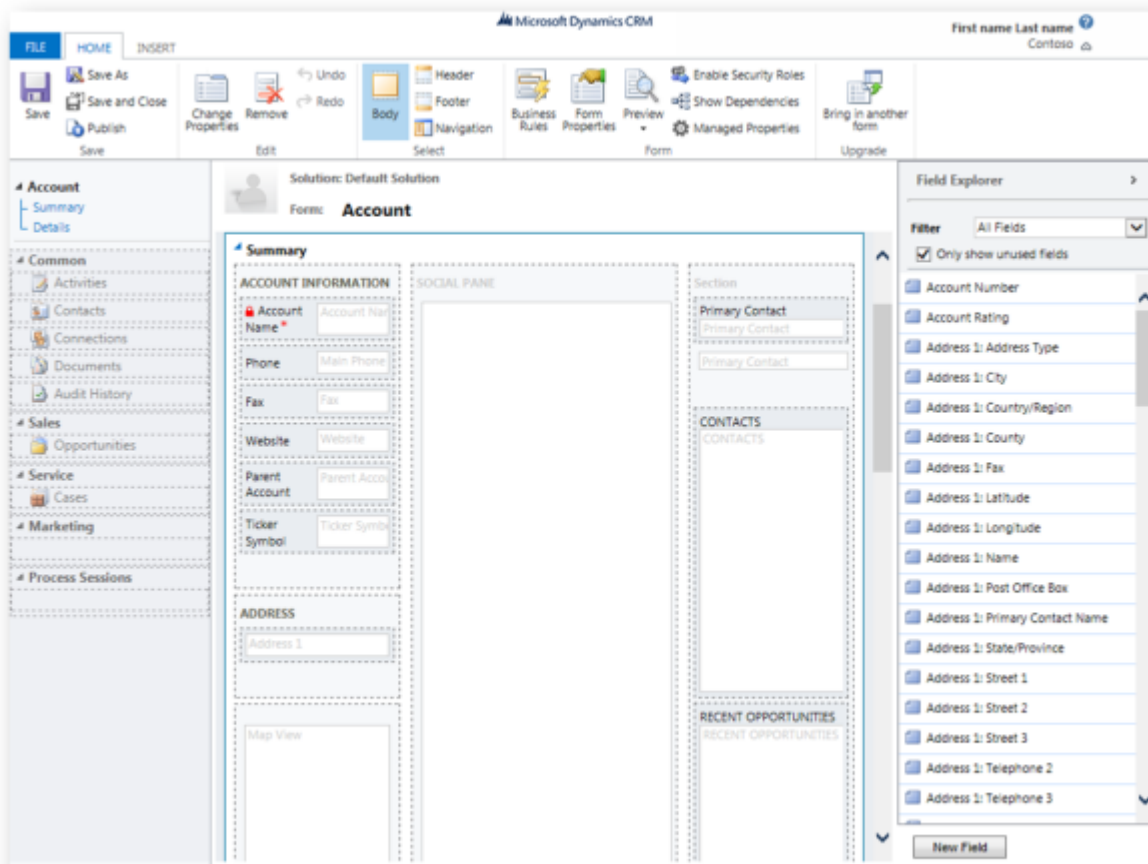 Microsoft Dynamics CRM
First name Last name
Contoso
FILE
HOME
INSERT
Save
Save As
Save and Close
Publish
Save
Change Properties
Remove
Undo
Redo
Edit
Body
Header
Footer
Navigation
Select
Business Rules
Form Properties
Preview
Enable Security Roles
Show Dependencies
Managed Properties
Form
Bring in another form
Upgrade
Account
Summary
Details
Common
Activities
Contacts
Connections
Documents
Audit History
Sales
Opportunities
Service
Cases
Marketing
Process Sessions
Solution: Default Solution
Form: Account
Summary
ACCOUNT INFORMATION
Account Name *
Account Nar
Phone
Main Phone
Fax
Fax
Website
Website
Parent Account
Parent Accou
Ticker Symbol
Ticker Symb
ADDRESS
Address 1
Map View
SOCIAL PANE
Section
Primary Contact
Primary Contact
Primary Contact
CONTACTS
CONTACTS
RECENT OPPORTUNITIES
RECENT OPPORTUNITIES
Field Explorer
Filter
All Fields
Only show unused fields
Account Number
Account Rating
Address 1: Address Type
Address 1: City
Address 1: Country/Region
Address 1: County
Address 1: Fax
Address 1: Latitude
Address 1: Longitude
Address 1: Name
Address 1: Post Office Box
Address 1: Primary Contact Name
Address 1: State/Province
Address 1: Street 1
Address 1: Street 2
Address 1: Street 3
Address 1: Telephone 2
Address 1: Telephone 3
New Field